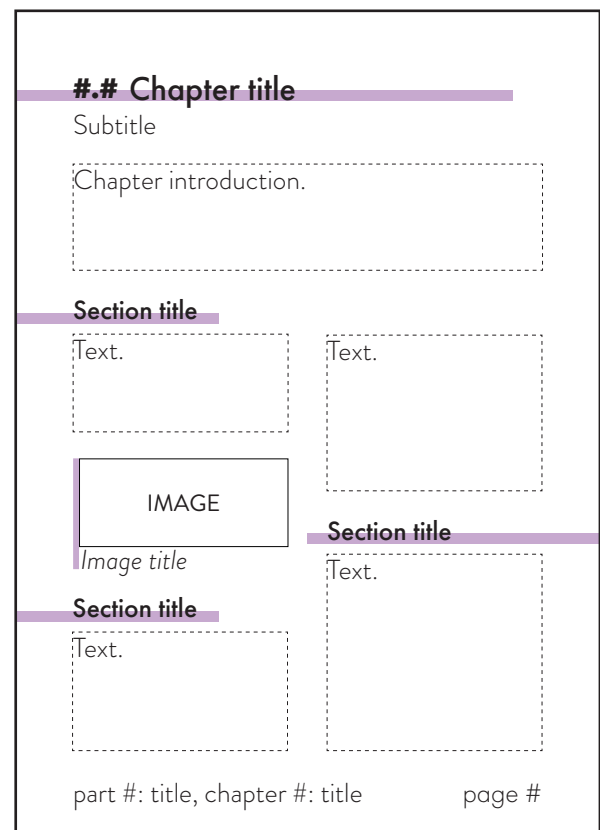 #.# Chapter title
Subtitle
Chapter introduction.
Section title
Text.
IMAGE
Image title
Section title
Text.
Text.
Section title
Text.
part #: title, chapter #: title
page #